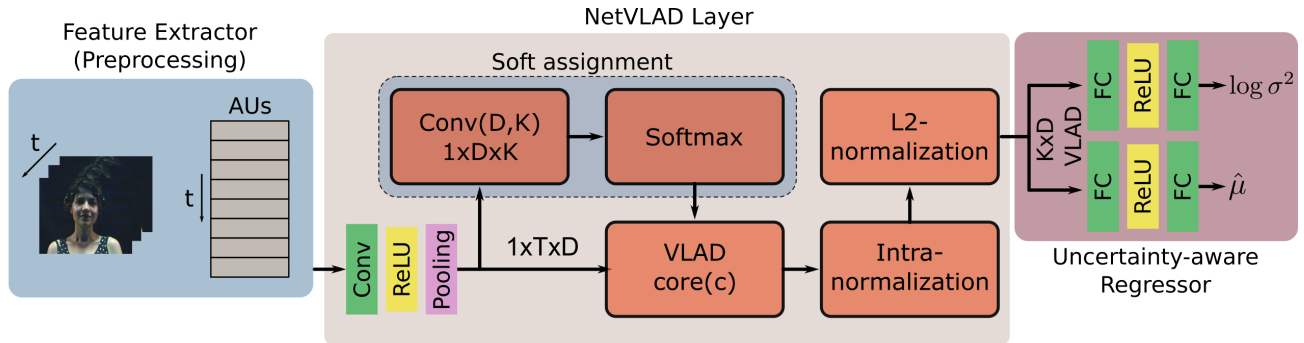 NetVLAD Layer
Feature Extractor
(Preprocessing)
AUs
t
t
Soft assignment
Conv(D,K)
1xDxK
Softmax
L2-
normalization
Conv
ReLU
Pooling
1xTxD
VLAD
core(c)
Intra-
normalization
KxD
VLAD
FC
ReLU
FC
log σ²
FC
ReLU
FC
μ̂
Uncertainty-aware
Regressor